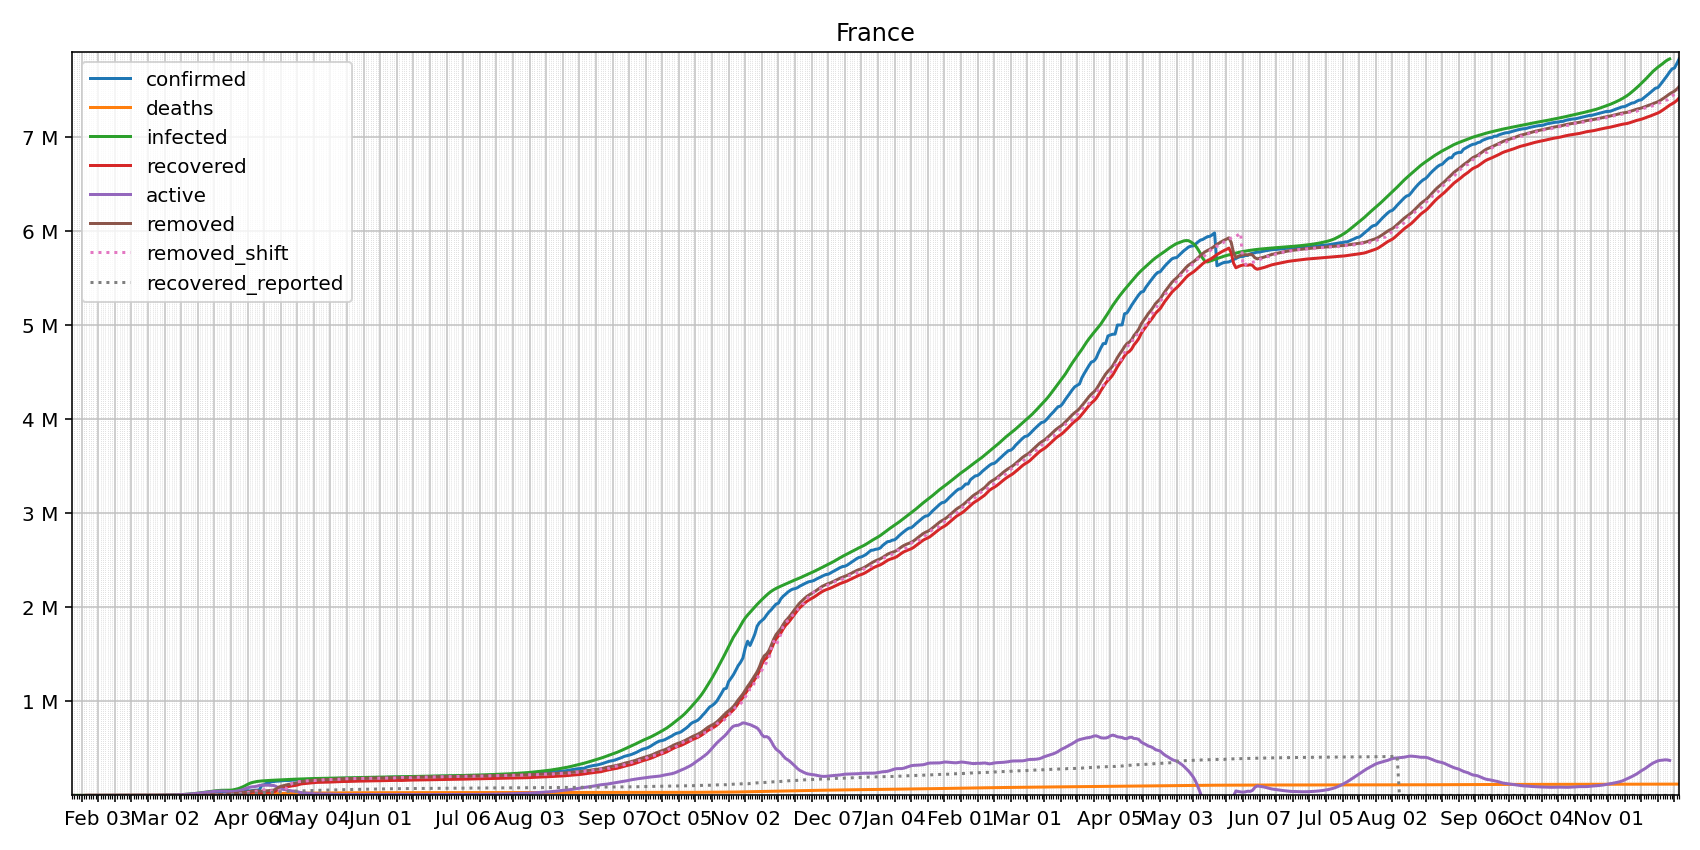 France
confirmed
deaths
infected
recovered
active
removed
removed_shift
recovered_reported
7 M
6 M
5 M
4 M
3 M
2 M
1 M
Feb 03 Mar 02 Apr 06 May 04 Jun 01 Jul 06 Aug 03 Sep 07 Oct 05 Nov 02 Dec 07 Jan 04 Feb 01 Mar 01 Apr 05 May 03 Jun 07 Jul 05 Aug 02 Sep 06 Oct 04 Nov 01